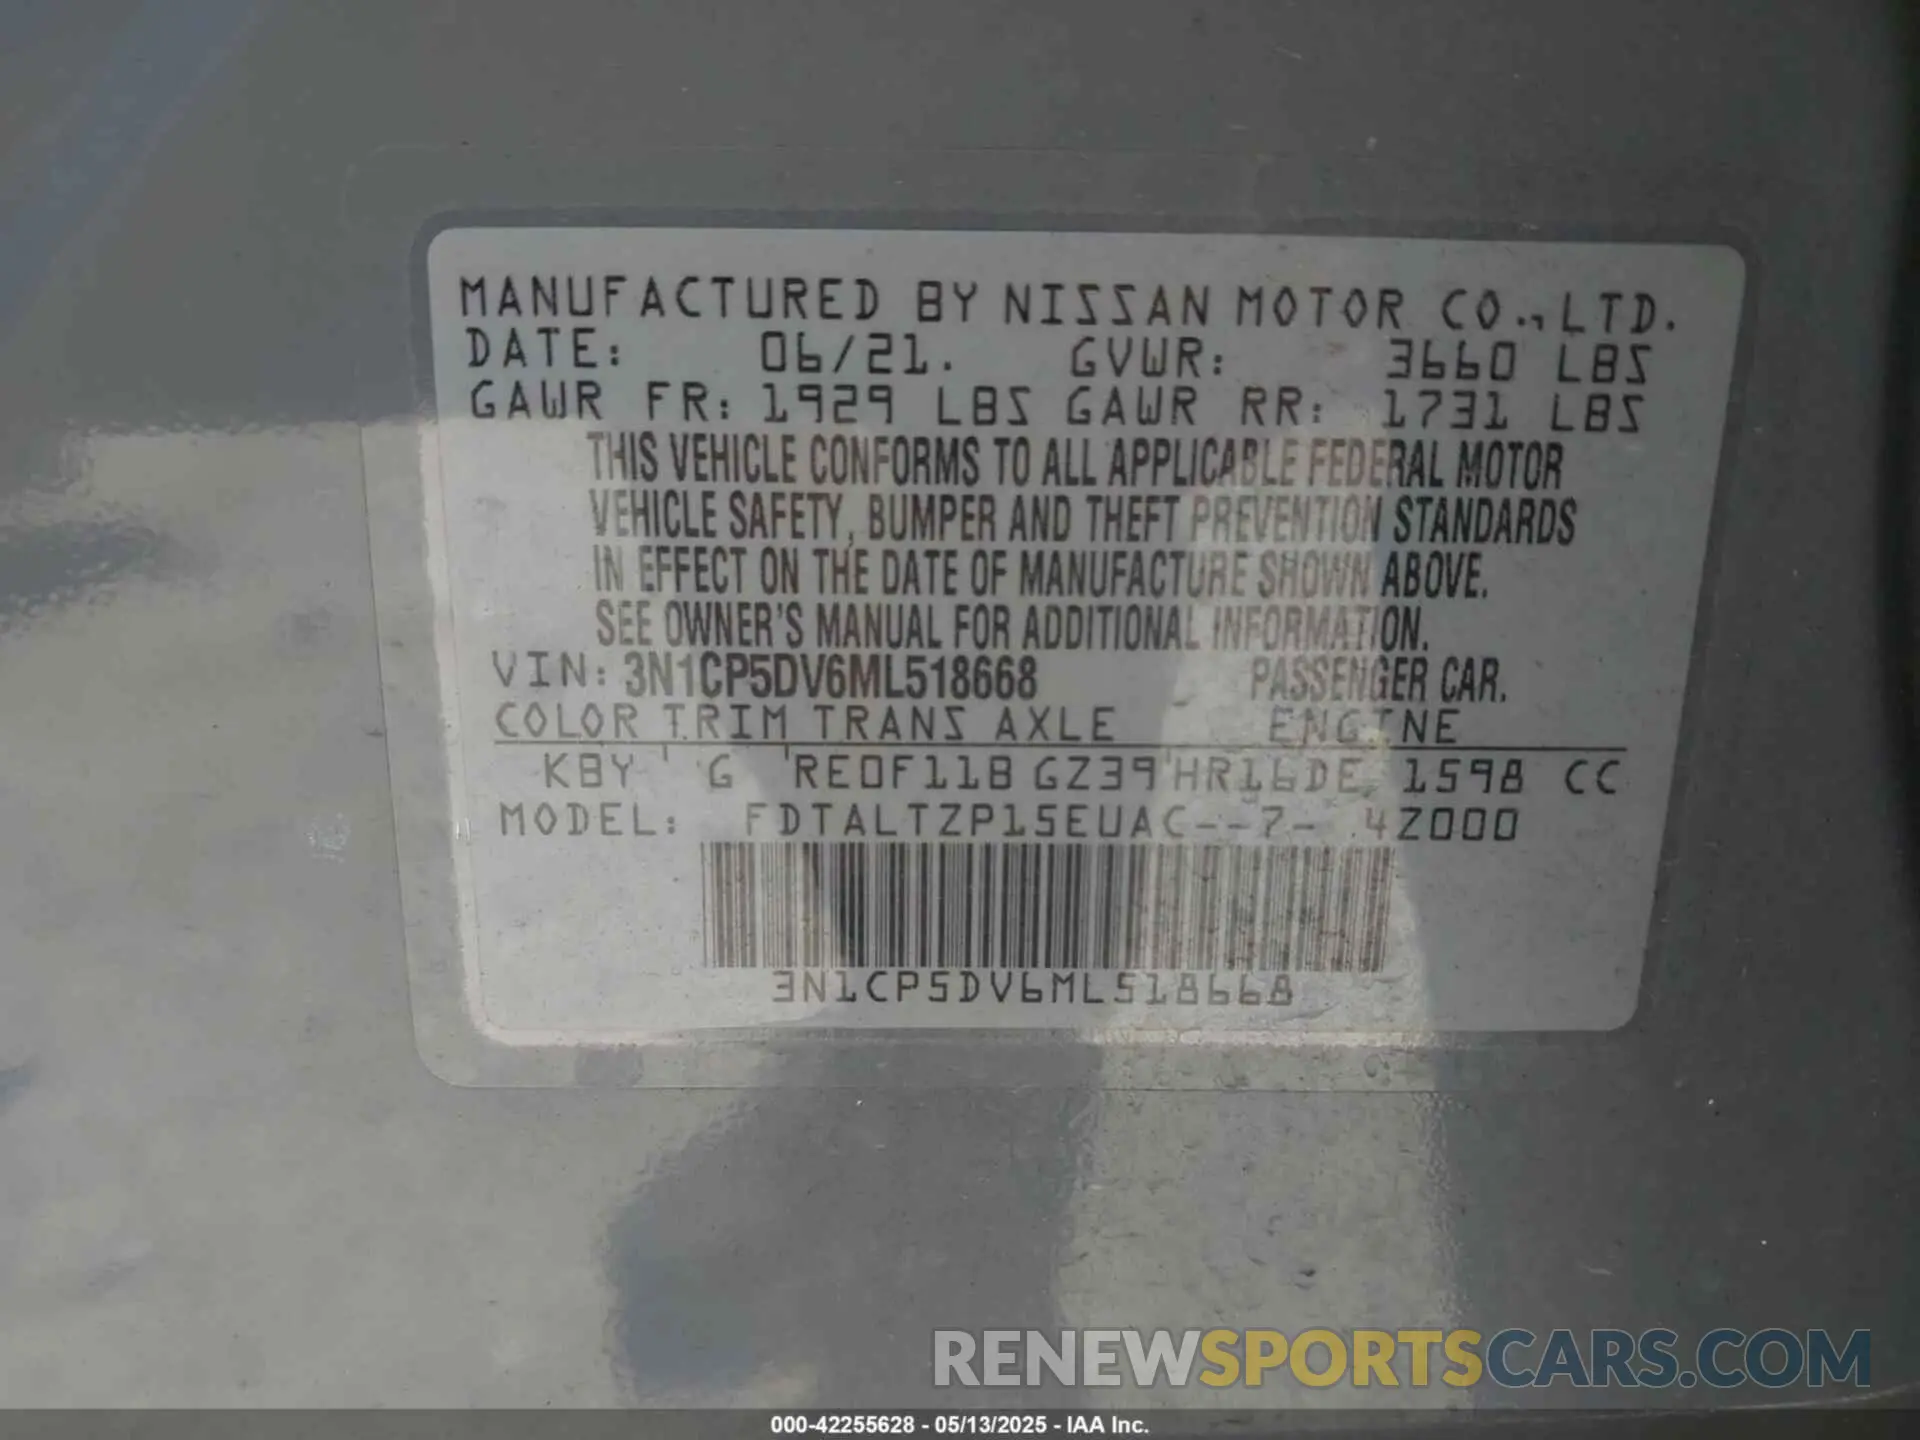 MANUFACTURED BY NISSAN MOTOR CO.,LTD.
DATE: 06/21. GVWR: 3660 LBS
GAWR FR: 1929 LBS GAWR RR: 1731 LBS
THIS VEHICLE CONFORMS TO ALL APPLICABLE FEDERAL MOTOR
VEHICLE SAFETY, BUMPER AND THEFT PREVENTION STANDARDS
IN EFFECT ON THE DATE OF MANUFACTURE SHOWN ABOVE.
SEE OWNER'S MANUAL FOR ADDITIONAL INFORMATION.
VIN: 3N1CP5DV6ML518668 PASSENGER CAR.
COLOR TRIM TRANS AXLE ENGINE
KBY G RE0F11B GZ39 HR16DE 1598 CC
MODEL: FDTALTZP15EUAC--7- 4Z000
3N1CP5DV6ML518668
RENEWSPORTSCARS.COM
000-42255628 - 05/13/2025 - IAA Inc.